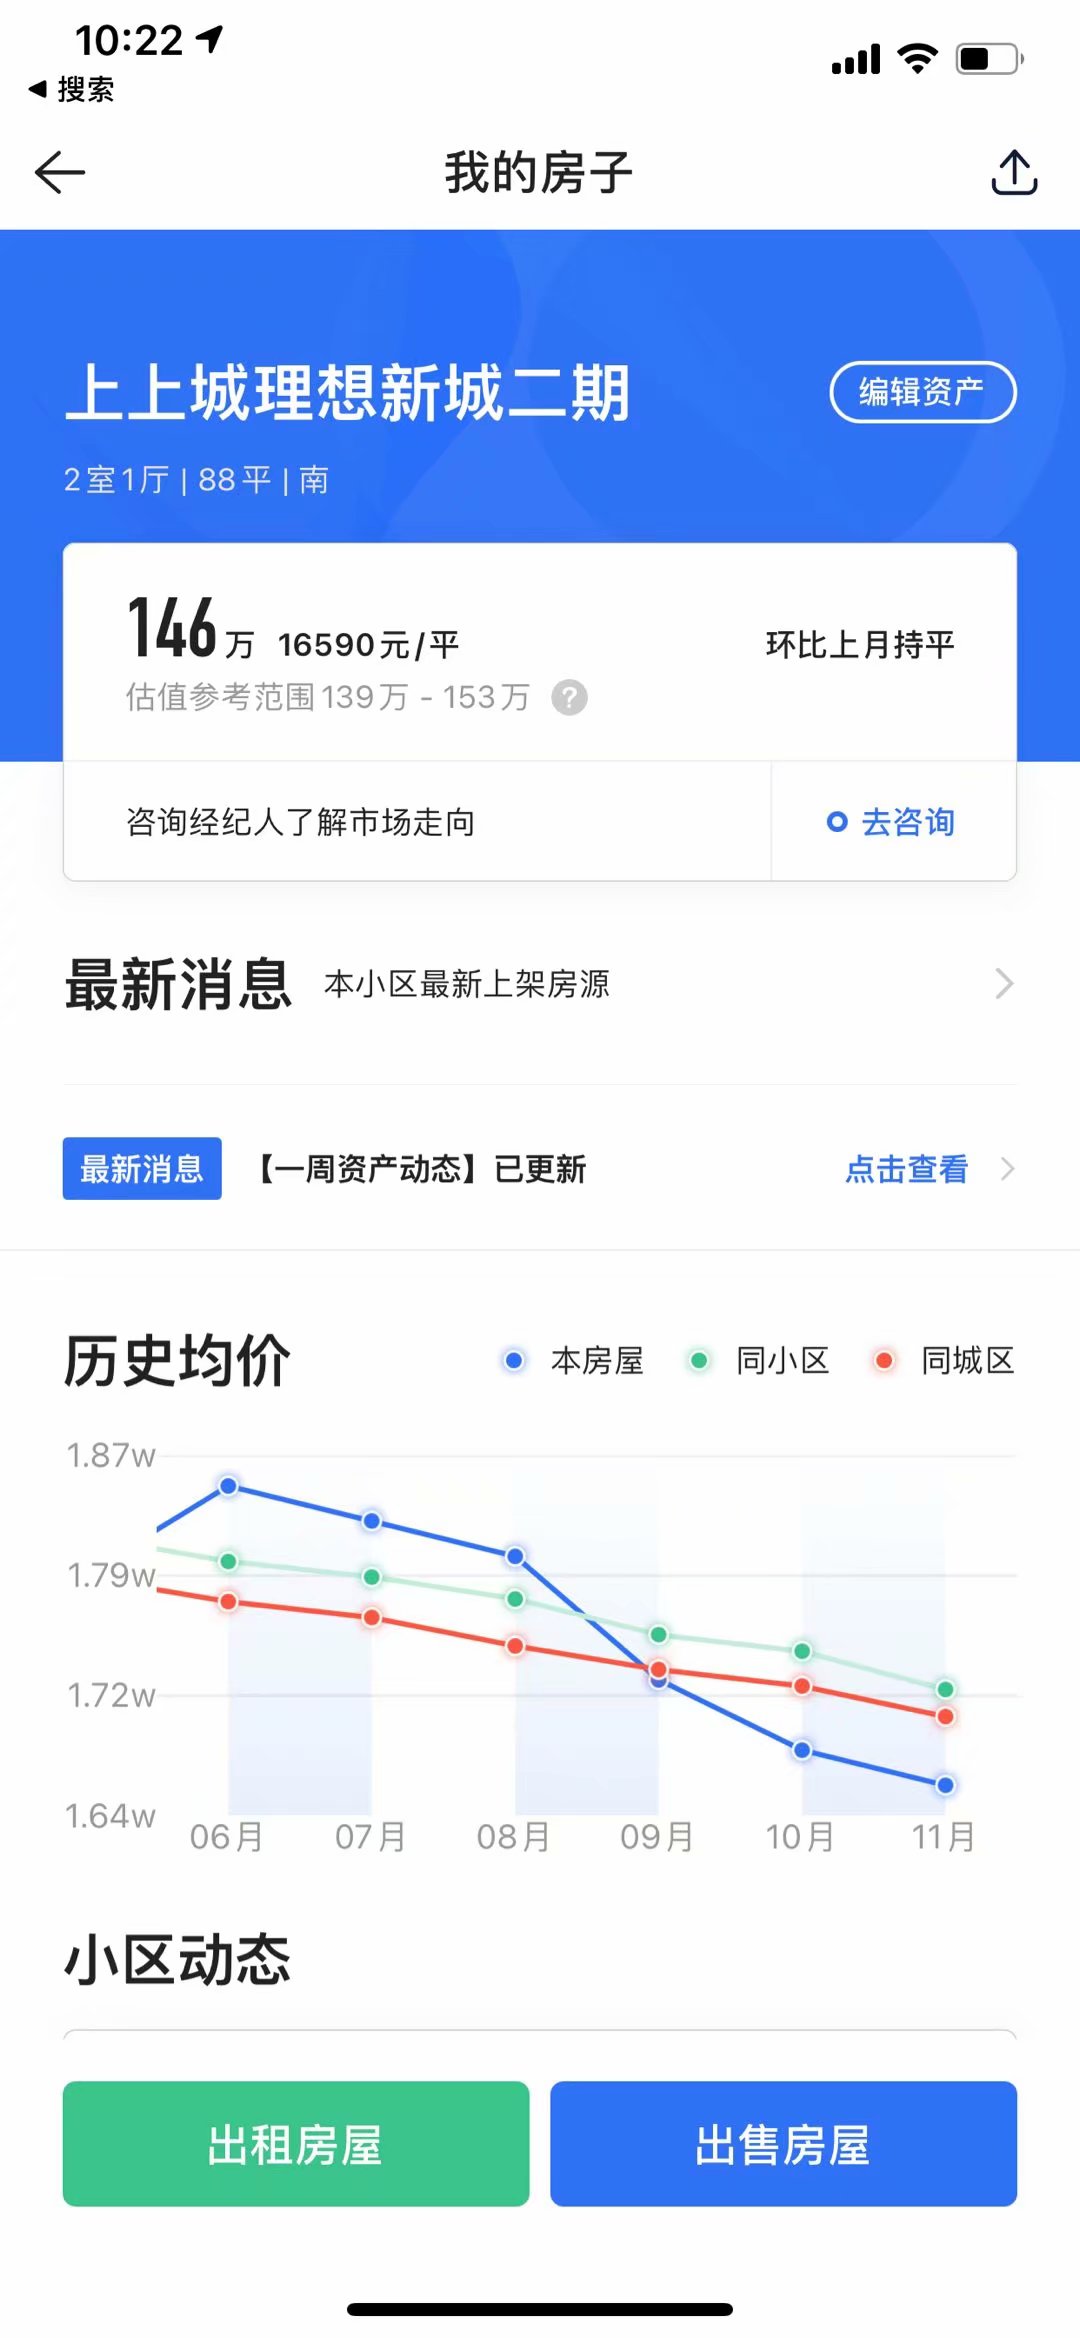 10:22
搜索
我的房子
上上城理想新城二期
编辑资产
2室1厅 | 88平 | 南
146万 16590元/平 环比上月持平
估值参考范围139万 - 153万 ?
咨询经纪人了解市场走向 去咨询
最新消息 本小区最新上架房源
最新消息 【一周资产动态】已更新 点击查看
历史均价 本房屋 同小区 同城区
1.87w
1.79w
1.72w
1.64w
06月 07月 08月 09月 10月 11月
小区动态
出租房屋 出售房屋